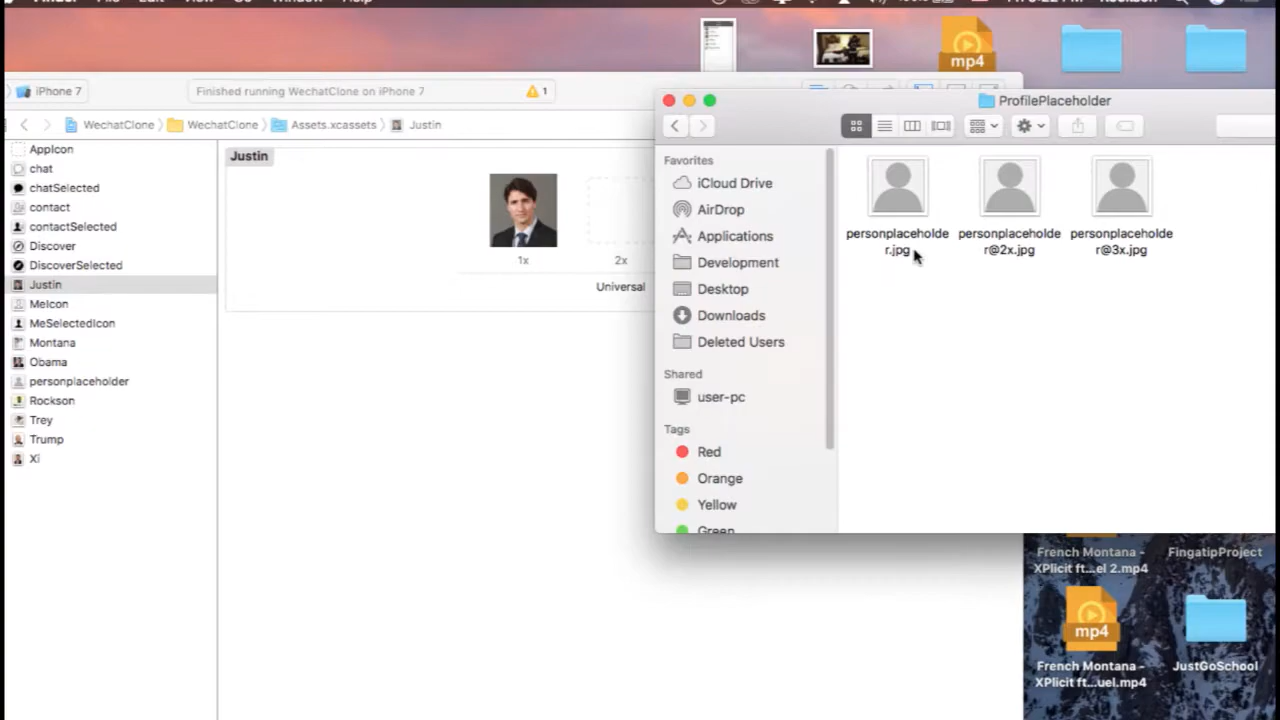 iPhone 7
Finished running WechatClone on iPhone 7
1
WechatClone
WechatClone
Assets.xcassets
Justin
AppIcon
chat
chatSelected
contact
contactSelected
Discover
DiscoverSelected
Justin
MeIcon
MeSelectedIcon
Montana
Obama
personplaceholder
Rockson
Trey
Trump
Xi
Justin
1x
2x
Universal
mp4
ProfilePlaceholder
Favorites
iCloud Drive
AirDrop
Applications
Development
Desktop
Downloads
Deleted Users
Shared
user-pc
Tags
Red
Orange
Yellow
Green
personplaceholde
r.jpg
personplaceholde
r@2x.jpg
personplaceholde
r@3x.jpg
French Montana -
XPlicit ft...el 2.mp4
FingatipProject
mp4
French Montana -
XPlicit ft...uel.mp4
JustGoSchool